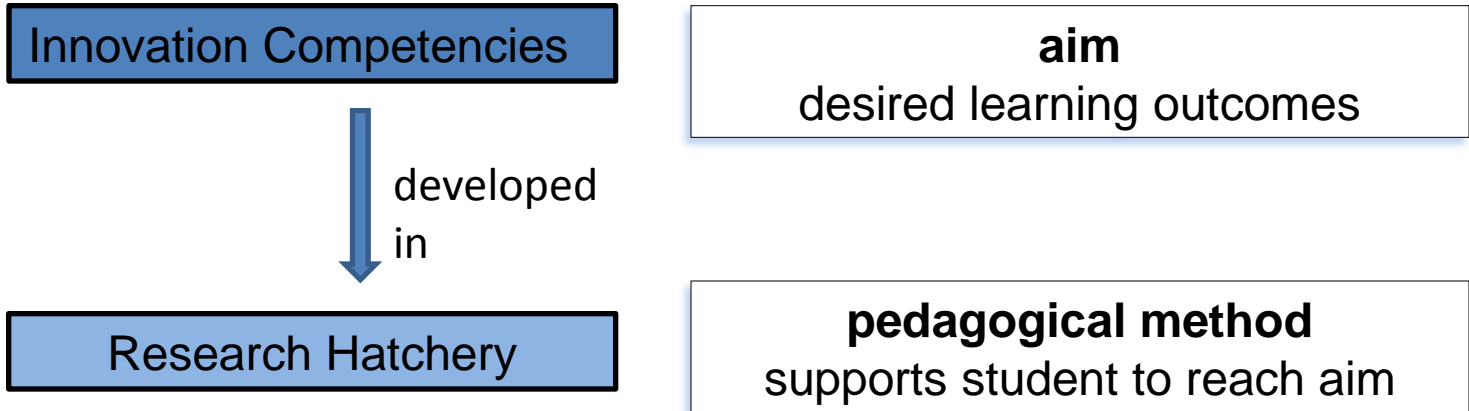 Innovation Competencies
aim
desired learning outcomes
developed
in
Research Hatchery
pedagogical method
supports student to reach aim